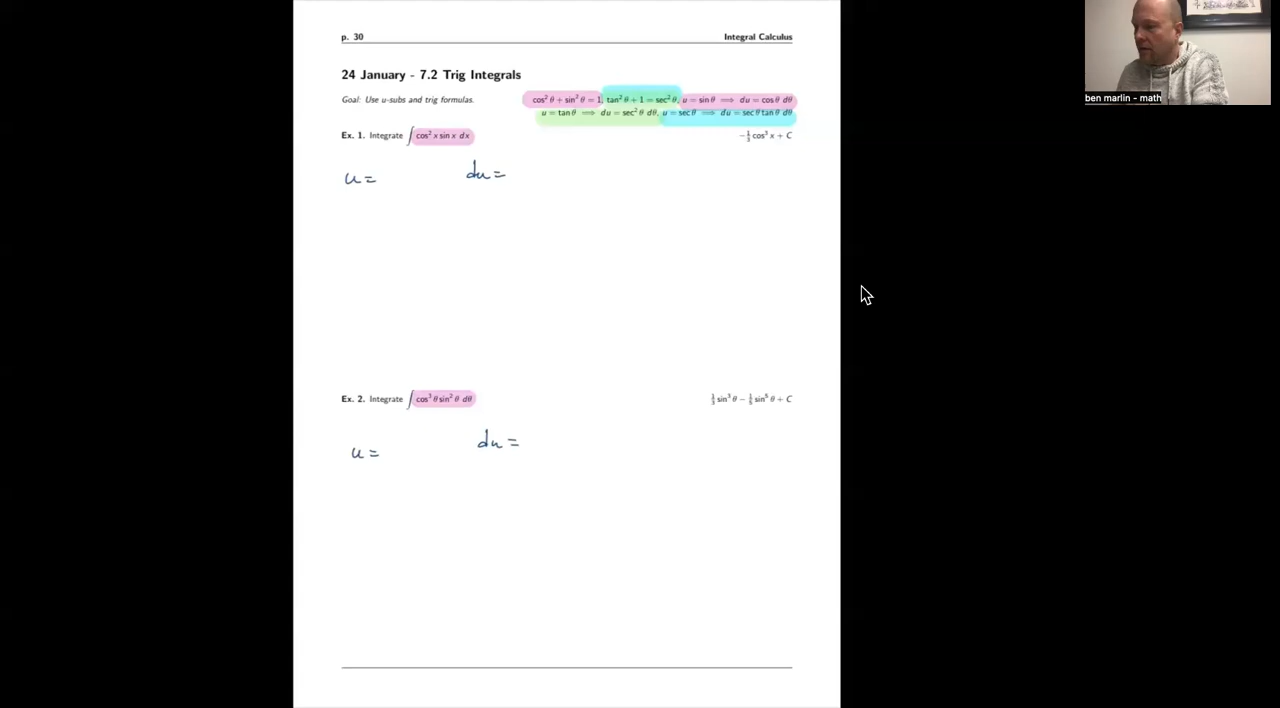 p. 30 Integral Calculus
24 January - 7.2 Trig Integrals
Goal: Use u-subs and trig formulas. cos² θ + sin² θ = 1, tan² θ + 1 = sec² θ, u = sin θ ⟹ du = cos θ dθ
u = tan θ ⟹ du = sec² θ dθ, u = sec θ ⟹ du = sec θ tan θ dθ
Ex. 1. Integrate ∫ cos² x sin x dx −⅓ cos³ x + C
u = du =
Ex. 2. Integrate ∫ cos³ θ sin² θ dθ ⅓ sin³ θ − ⅕ sin⁵ θ + C
u = du =
ben marlin - math